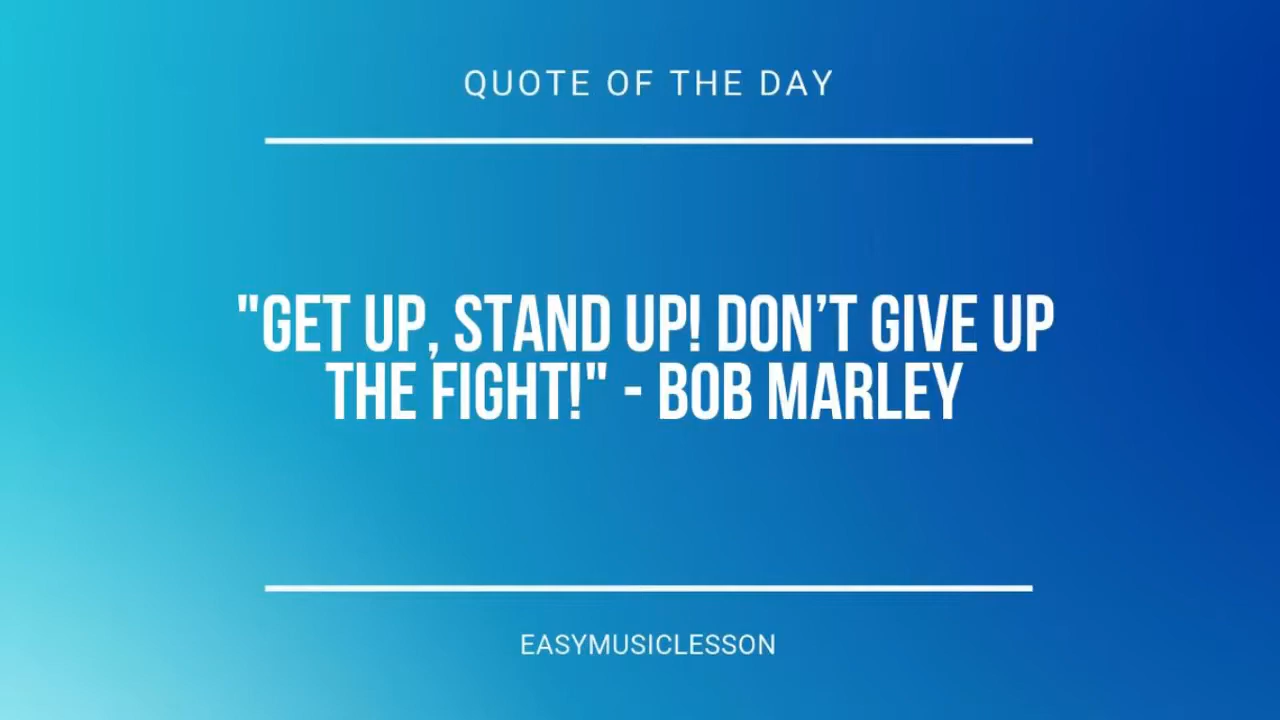 QUOTE OF THE DAY
"GET UP, STAND UP! DON’T GIVE UP
THE FIGHT!" - BOB MARLEY
EASYMUSICLESSON